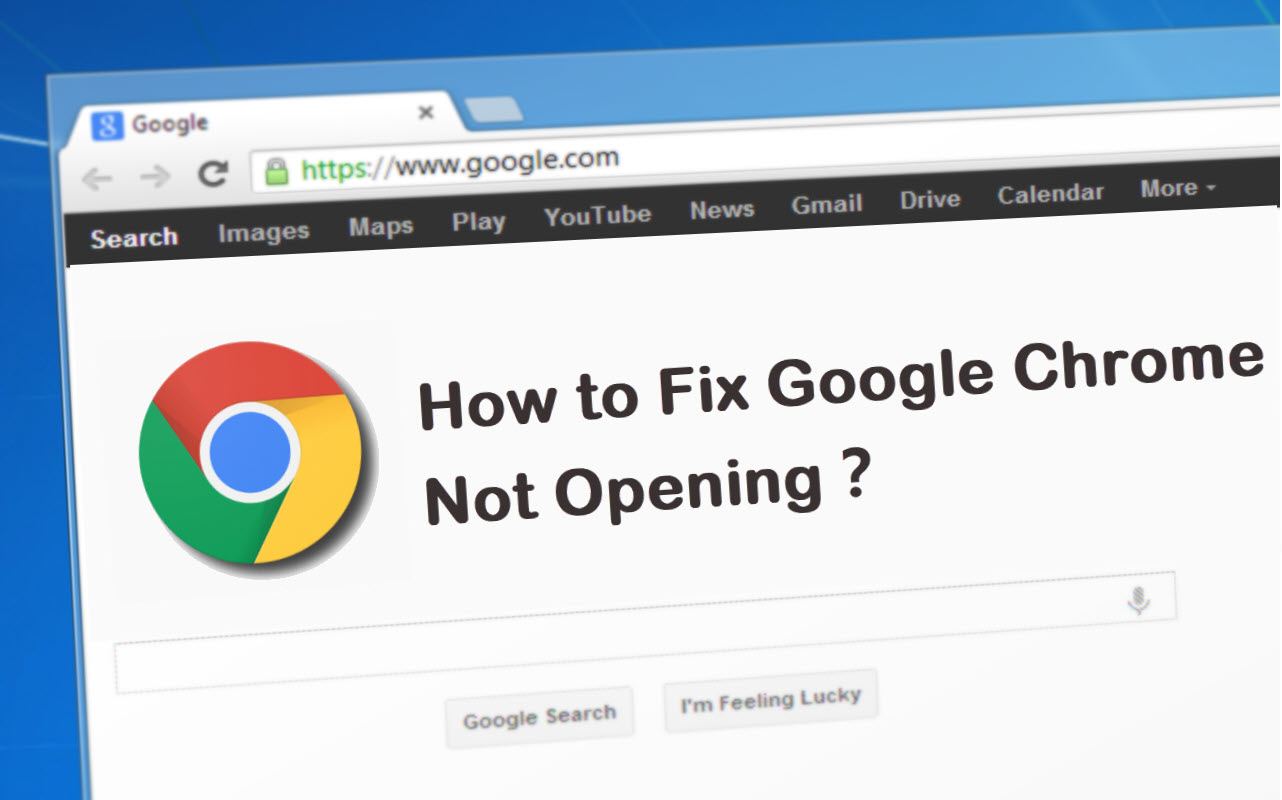 Google
https://www.google.com
Search Images Maps Play YouTube News Gmail Drive Calendar More
How to Fix Google Chrome
Not Opening ?
Google Search I'm Feeling Lucky